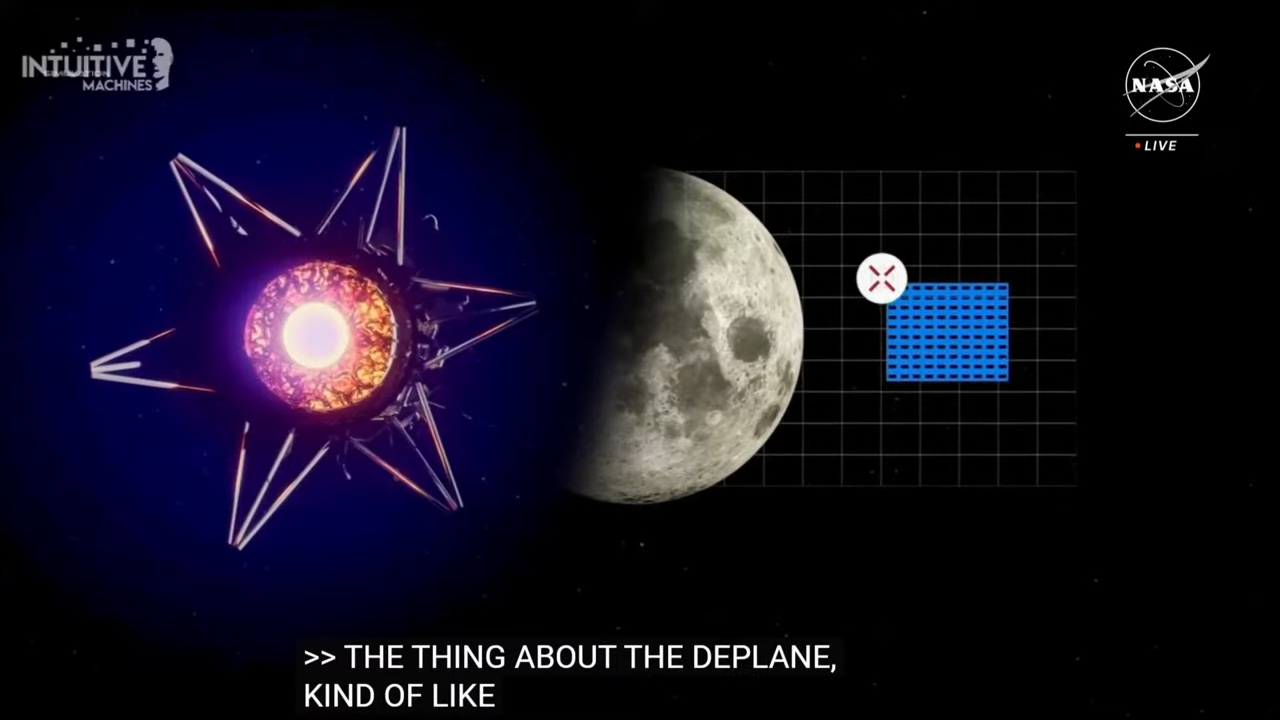 INTUITIVE
MACHINES
NASA
LIVE
>> THE THING ABOUT THE DEPLANE,
KIND OF LIKE